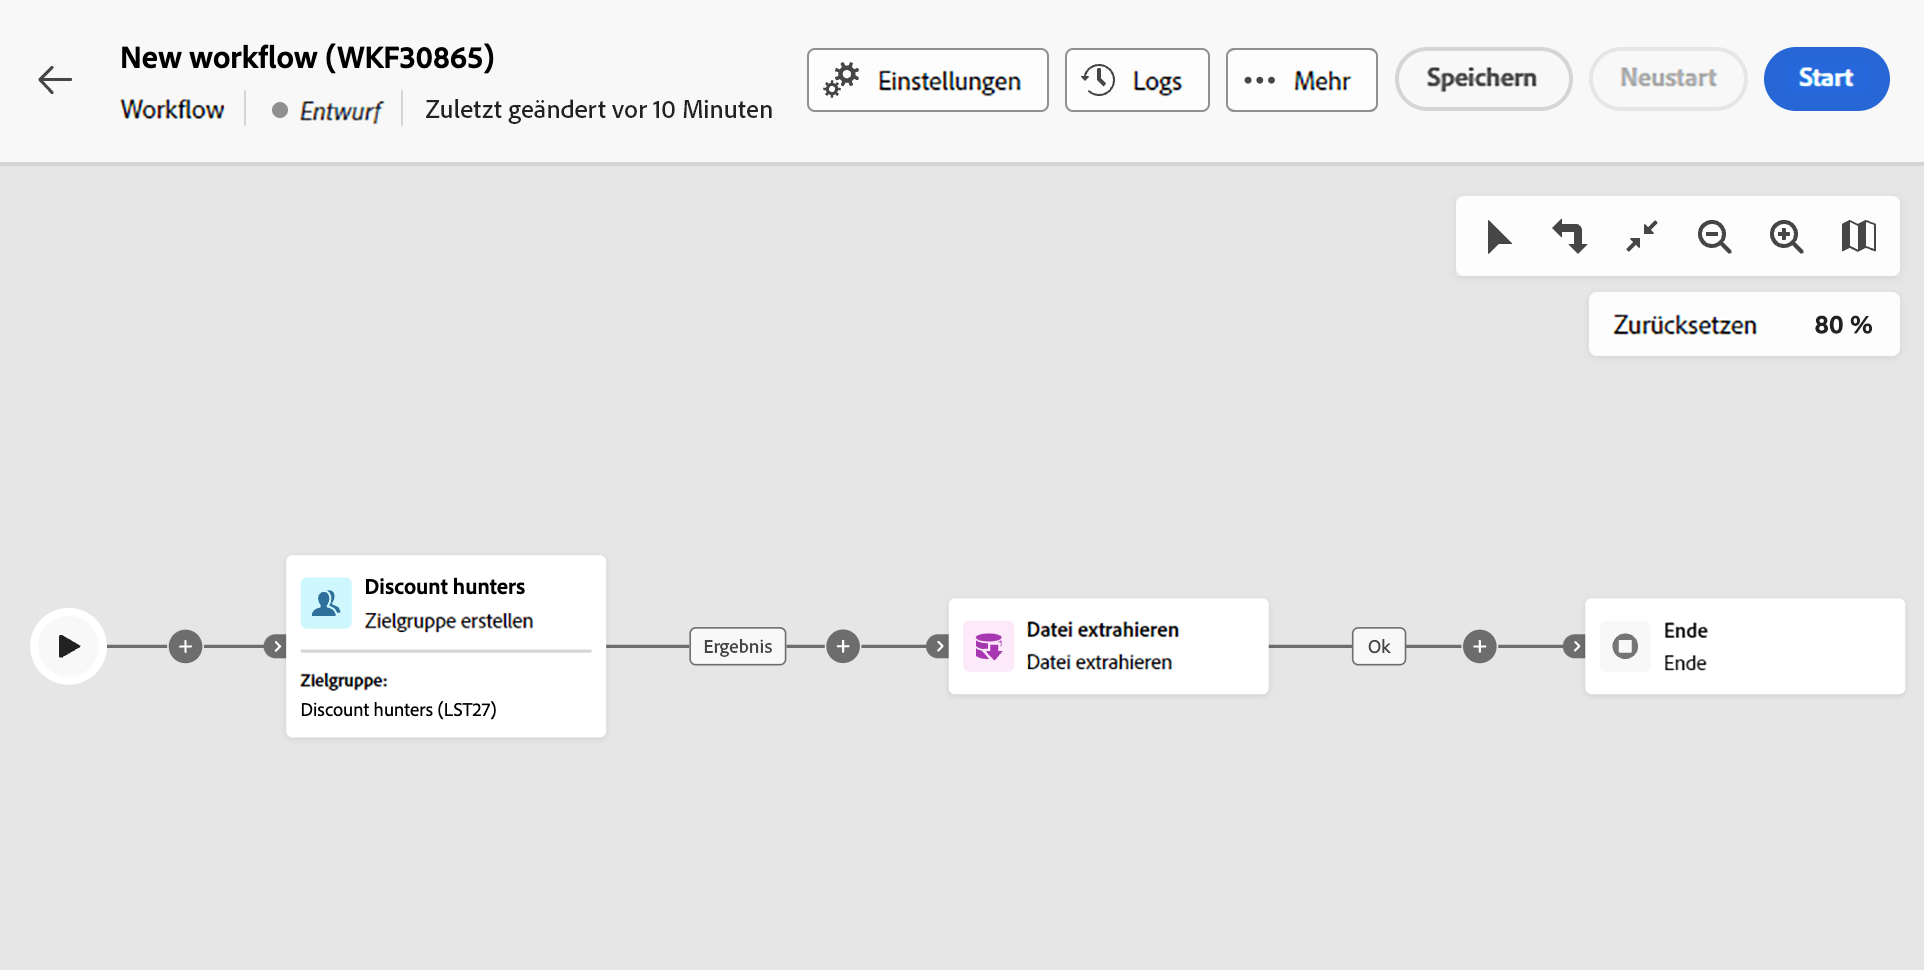 New workflow (WKF30865)
Workflow
Entwurf
Zuletzt geändert vor 10 Minuten
Einstellungen
Logs
Mehr
Speichern
Neustart
Start
Zurücksetzen
80 %
Discount hunters
Zielgruppe erstellen
Zielgruppe:
Discount hunters (LST27)
Ergebnis
Datei extrahieren
Datei extrahieren
Ok
Ende
Ende